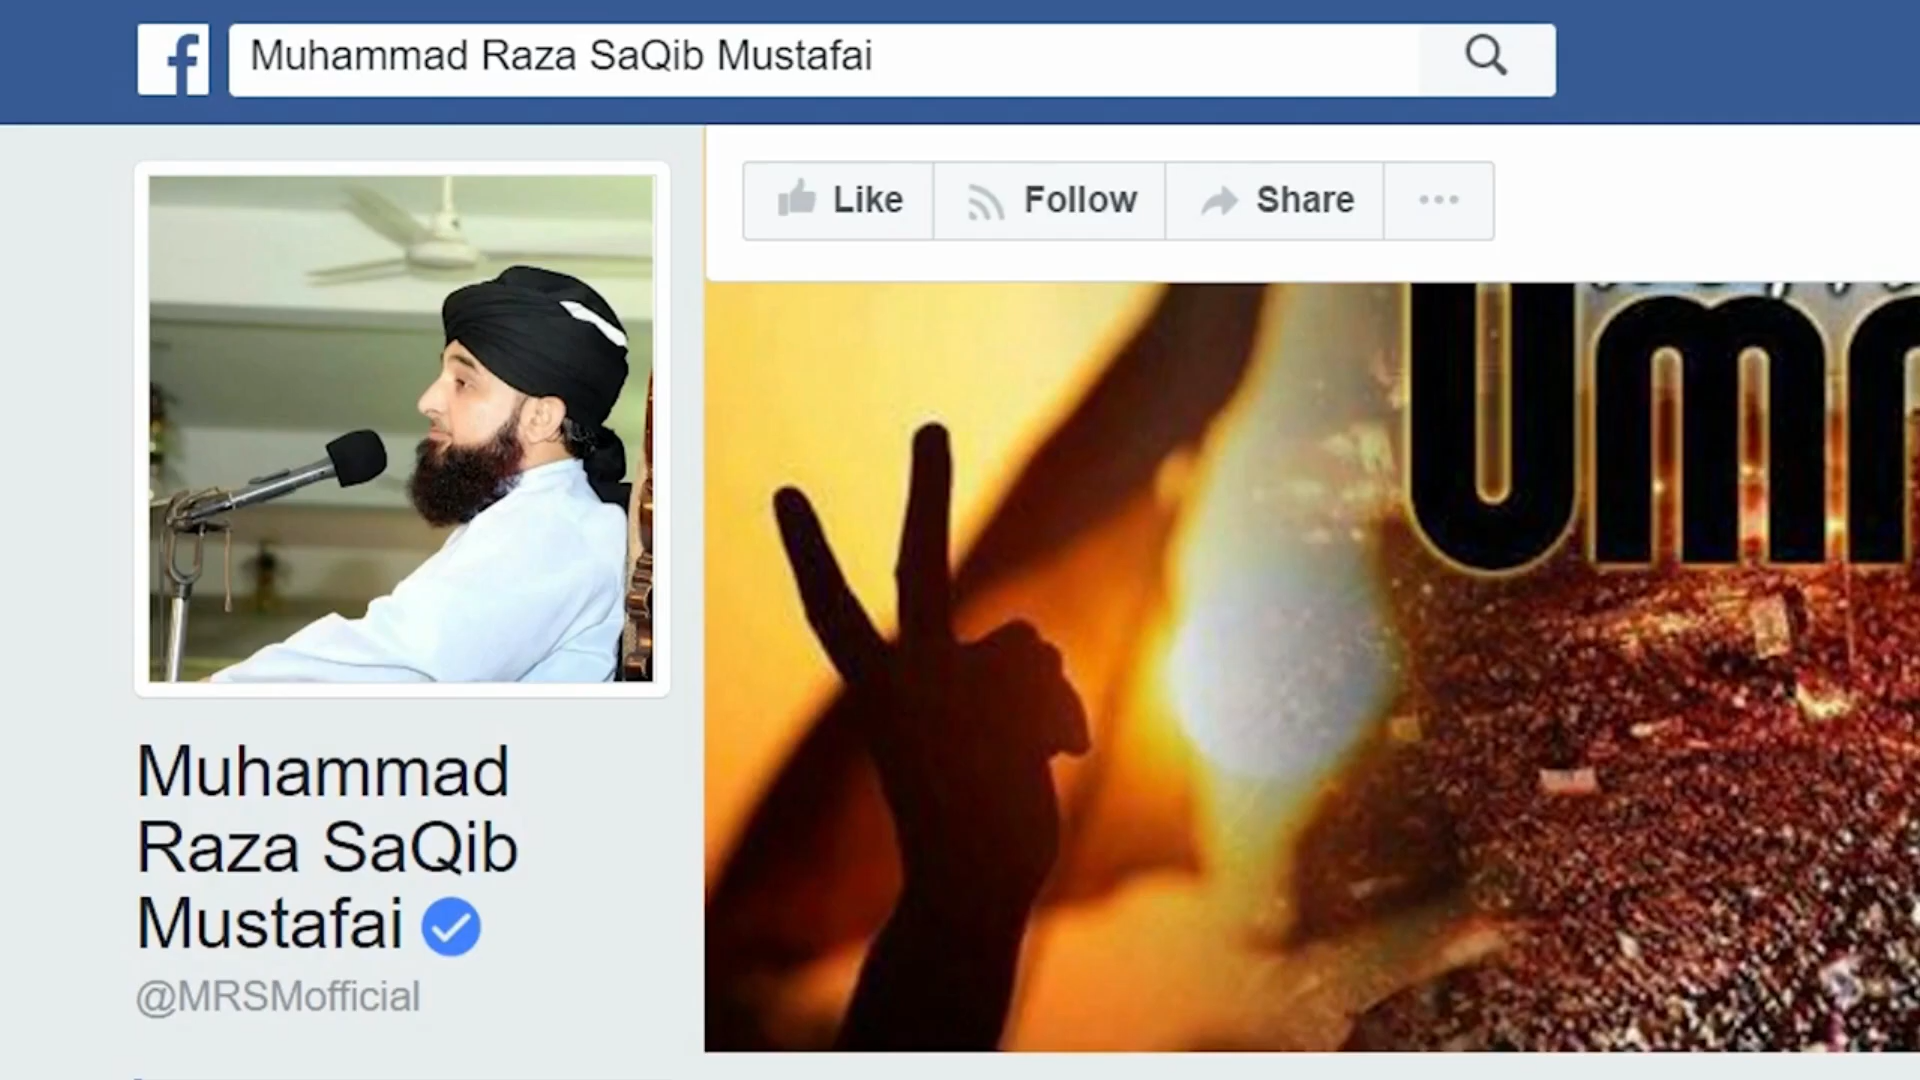 Muhammad Raza SaQib Mustafai
Like
Follow
Share
Muhammad
Raza SaQib
Mustafai
@MRSMofficial